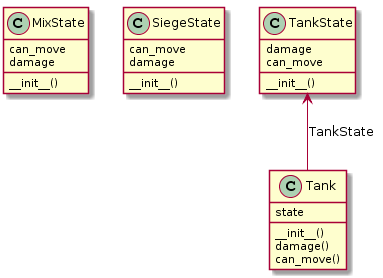 C MixState
can_move
damage
__init__()
C SiegeState
can_move
damage
__init__()
C TankState
damage
can_move
__init__()
TankState
C Tank
state
__init__()
damage()
can_move()